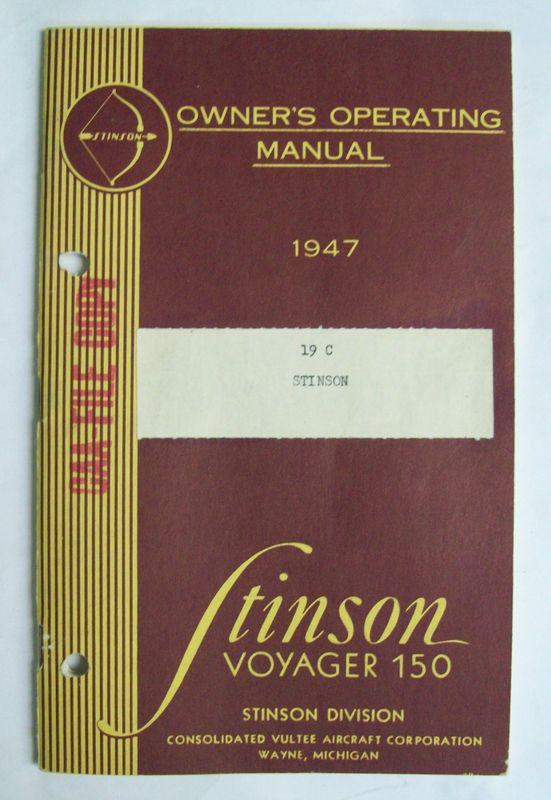 STINSON
OWNER'S OPERATING
MANUAL
1947
CAA FILE COPY
19 C
STINSON
Stinson
VOYAGER 150
STINSON DIVISION
CONSOLIDATED VULTEE AIRCRAFT CORPORATION
WAYNE, MICHIGAN